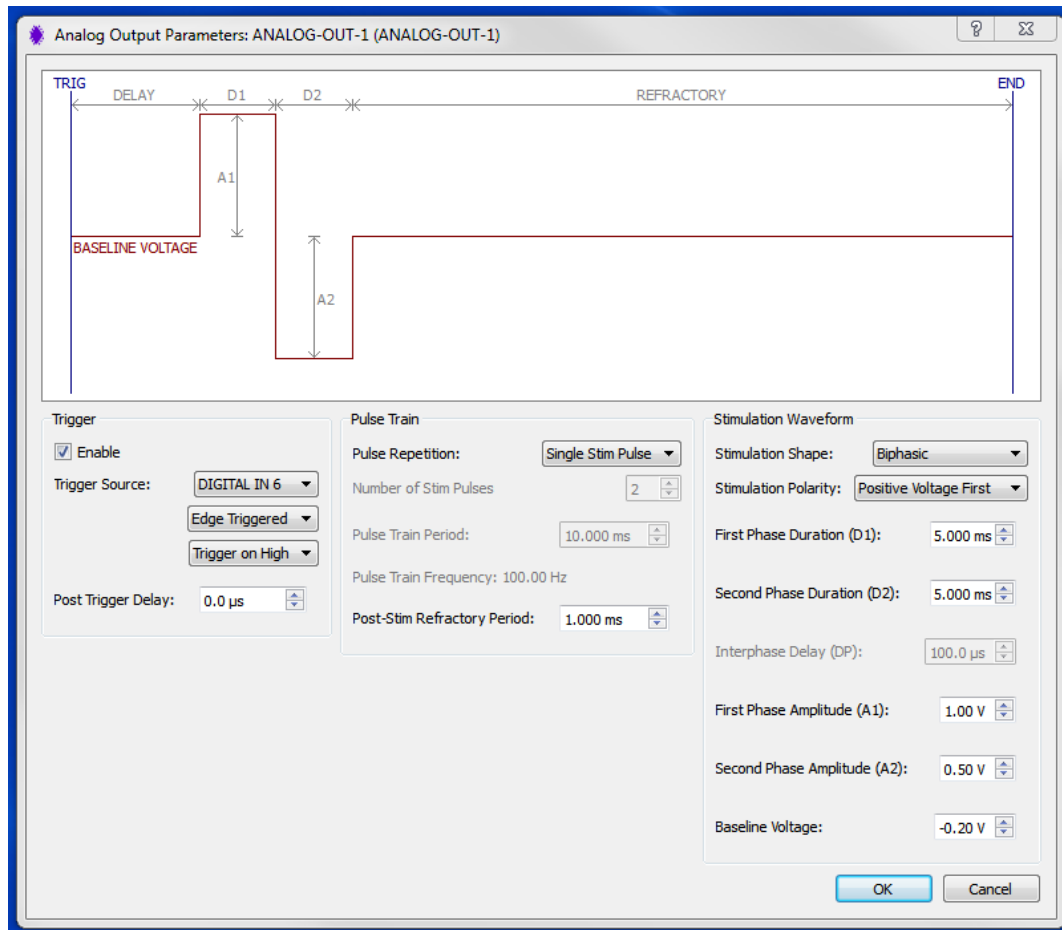 Analog Output Parameters: ANALOG-OUT-1 (ANALOG-OUT-1)
?
TRIG
END
DELAY
D1
D2
REFRACTORY
A1
BASELINE VOLTAGE
A2
Trigger
Enable
Trigger Source:
DIGITAL IN 6
Edge Triggered
Trigger on High
Post Trigger Delay:
0.0 µs
Pulse Train
Pulse Repetition:
Single Stim Pulse
Number of Stim Pulses
2
Pulse Train Period:
10.000 ms
Pulse Train Frequency: 100.00 Hz
Post-Stim Refractory Period:
1.000 ms
Stimulation Waveform
Stimulation Shape:
Biphasic
Stimulation Polarity:
Positive Voltage First
First Phase Duration (D1):
5.000 ms
Second Phase Duration (D2):
5.000 ms
Interphase Delay (DP):
100.0 µs
First Phase Amplitude (A1):
1.00 V
Second Phase Amplitude (A2):
0.50 V
Baseline Voltage:
-0.20 V
OK
Cancel